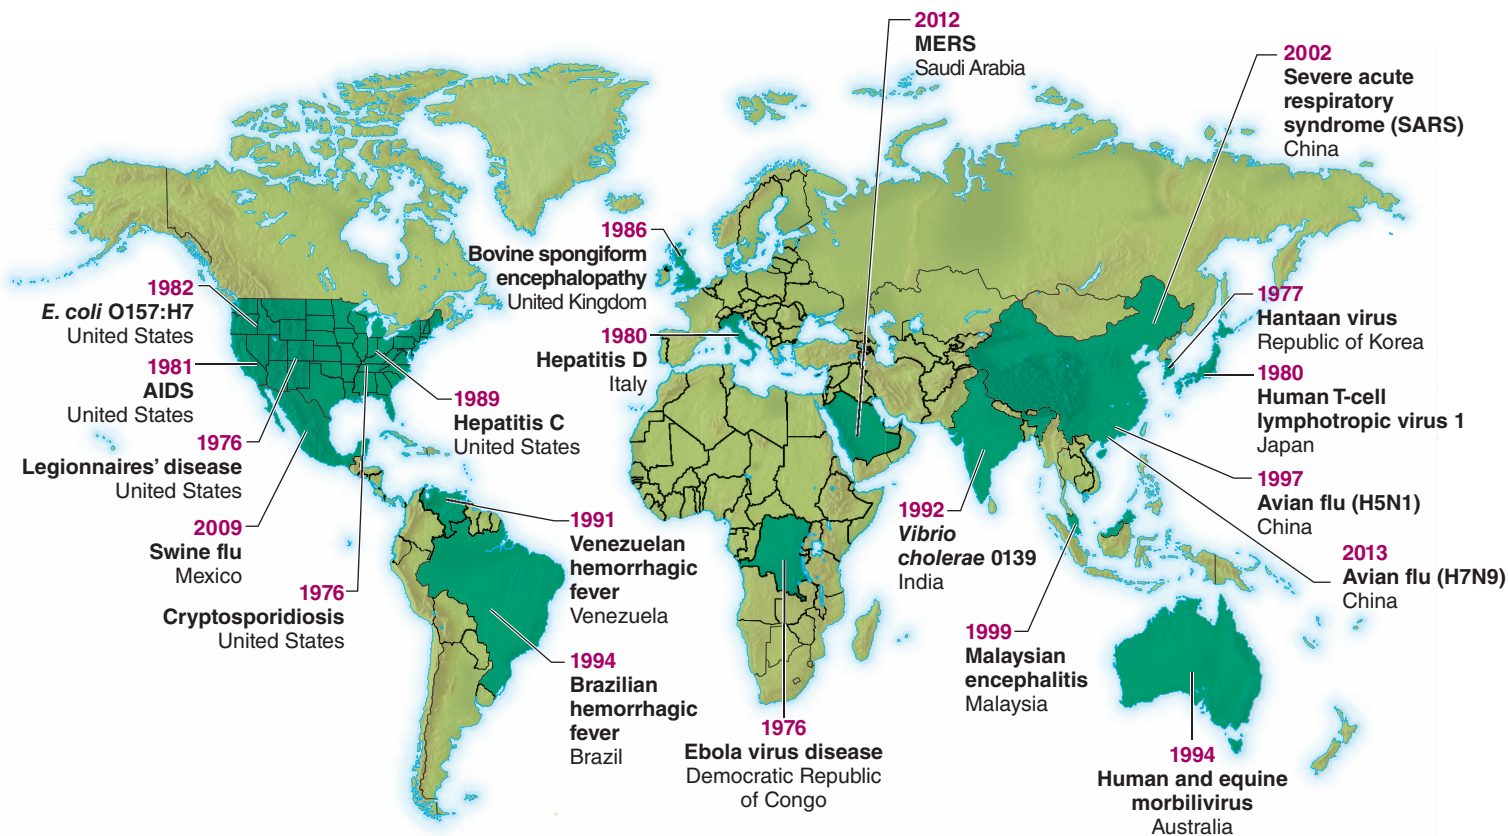 2012
MERS
Saudi Arabia
2002
Severe acute
respiratory
syndrome (SARS)
China
1986
Bovine spongiform
encephalopathy
United Kingdom
1982
E. coli O157:H7
United States
1977
Hantaan virus
Republic of Korea
1980
Hepatitis D
Italy
1981
AIDS
United States
1980
Human T-cell
lymphotropic virus 1
Japan
1989
Hepatitis C
United States
1976
Legionnaires’ disease
United States
1997
Avian flu (H5N1)
China
1992
Vibrio
cholerae 0139
India
1991
Venezuelan
hemorrhagic
fever
Venezuela
2009
Swine flu
Mexico
2013
Avian flu (H7N9)
China
1976
Cryptosporidiosis
United States
1999
Malaysian
encephalitis
Malaysia
1994
Brazilian
hemorrhagic
fever
Brazil
1976
Ebola virus disease
Democratic Republic
of Congo
1994
Human and equine
morbilivirus
Australia